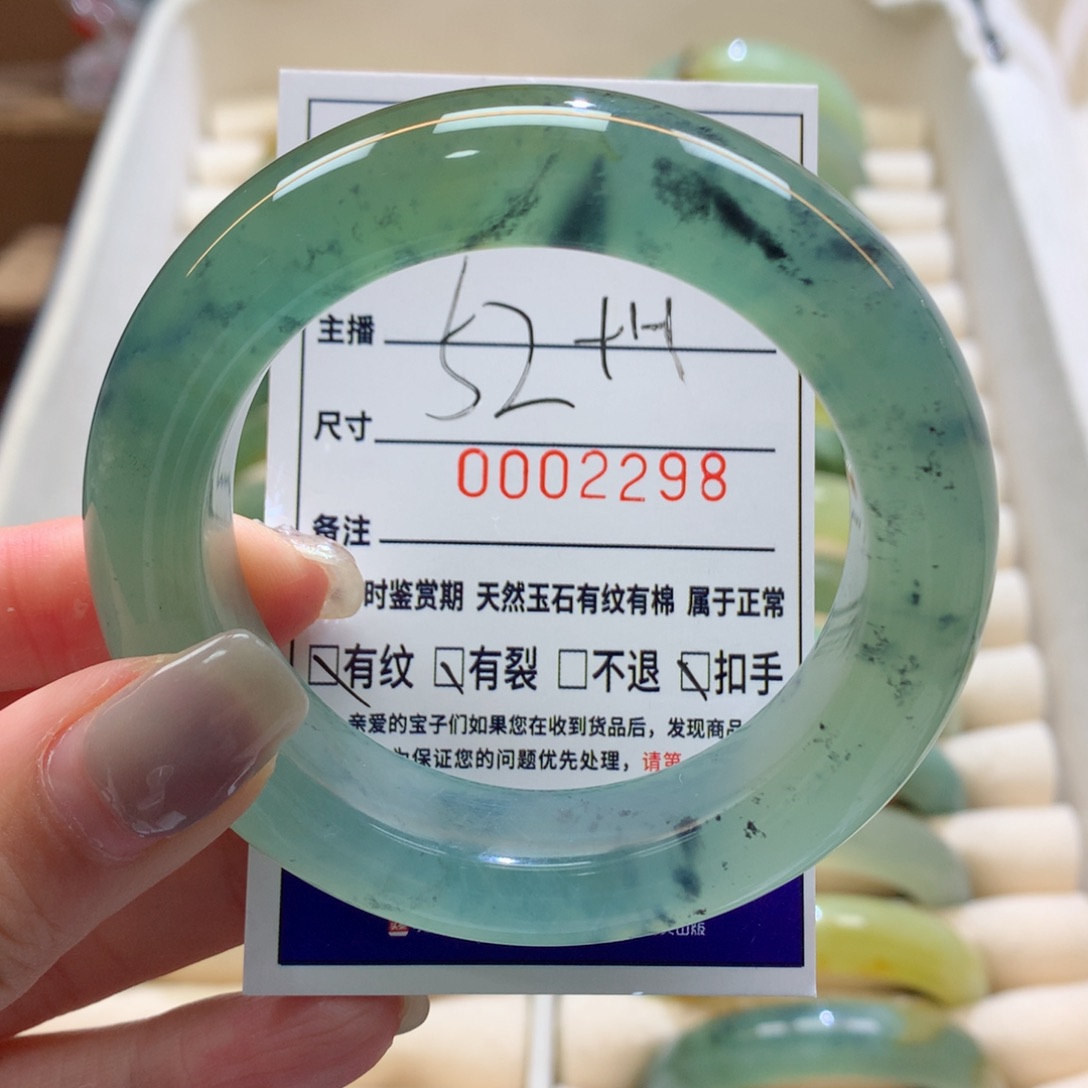 主播
52+州
尺寸
0002298
备注
时鉴赏期 天然玉石有纹有棉 属于正常
有纹 有裂 不退 扣手
亲爱的宝子们如果您在收到货品后，发现商品
保证您的问题优先处理，请第